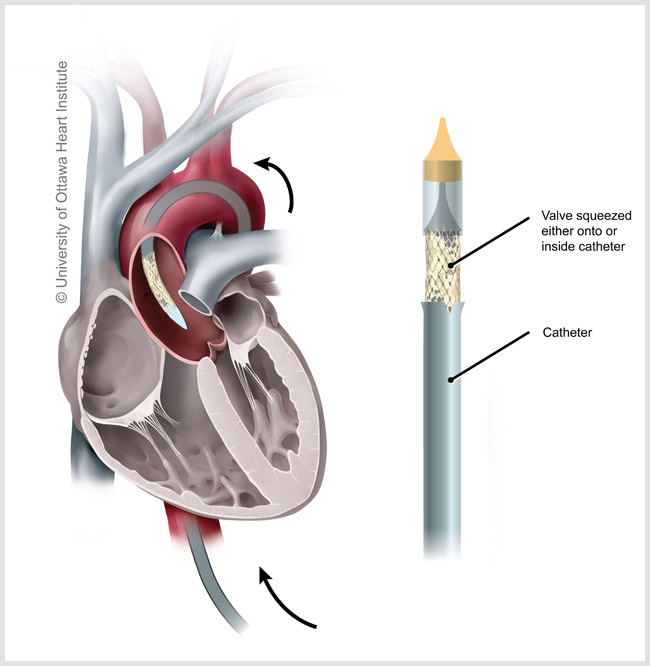 © University of Ottawa Heart Institute
Valve squeezed
either onto or
inside catheter
Catheter